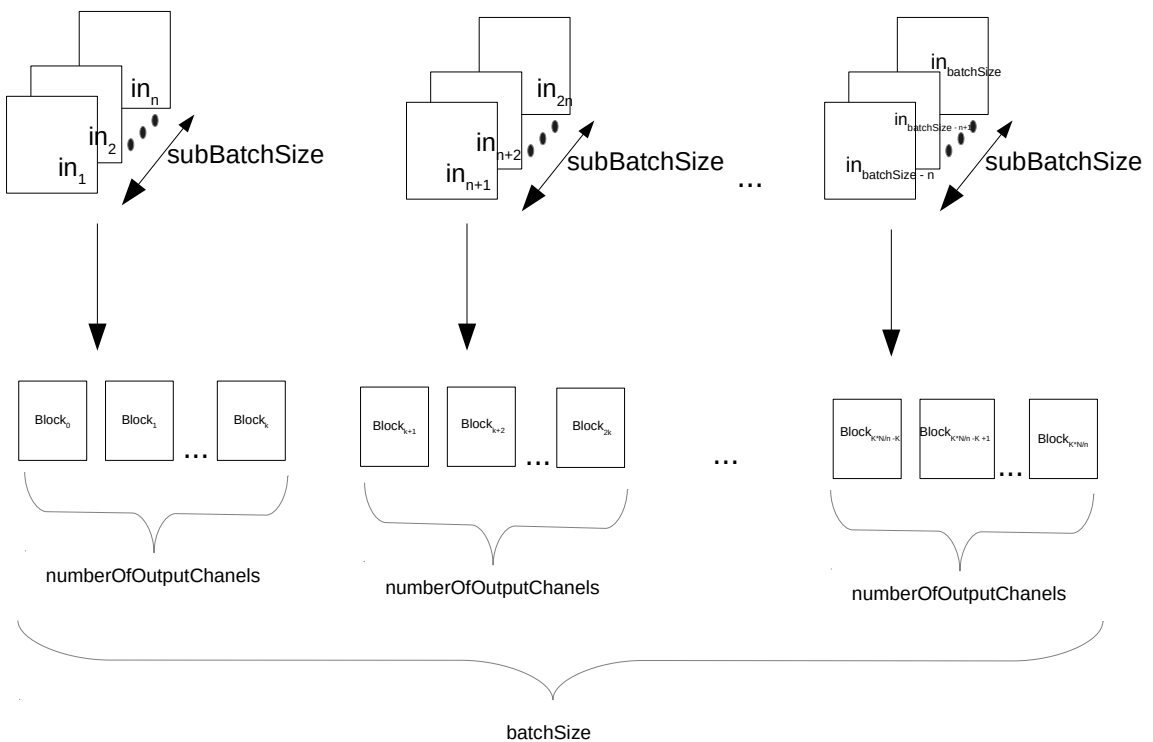 in_n
in_2
in_1
subBatchSize
in_2n
in_n+2
in_n+1
subBatchSize
...
in_batchSize
in_batchSize - n+1
in_batchSize - n
subBatchSize
Block_0
Block_1
...
Block_k
Block_k+1
Block_k+2
...
Block_2k
...
Block_K*N/n -K
Block_K*N/n -K +1
...
Block_K*N/n
numberOfOutputChanels
numberOfOutputChanels
numberOfOutputChanels
batchSize